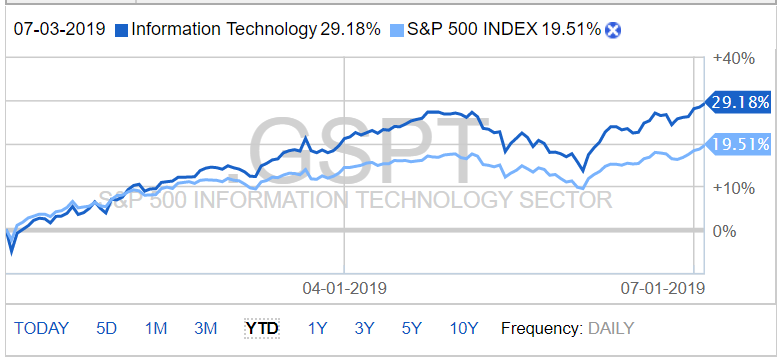 07-03-2019 Information Technology 29.18% S&P 500 INDEX 19.51%
+40%
29.18%
.GSPT
19.51%
+10%
S&P 500 INFORMATION TECHNOLOGY SECTOR
0%
04-01-2019 07-01-2019
TODAY 5D 1M 3M YTD 1Y 3Y 5Y 10Y Frequency: DAILY